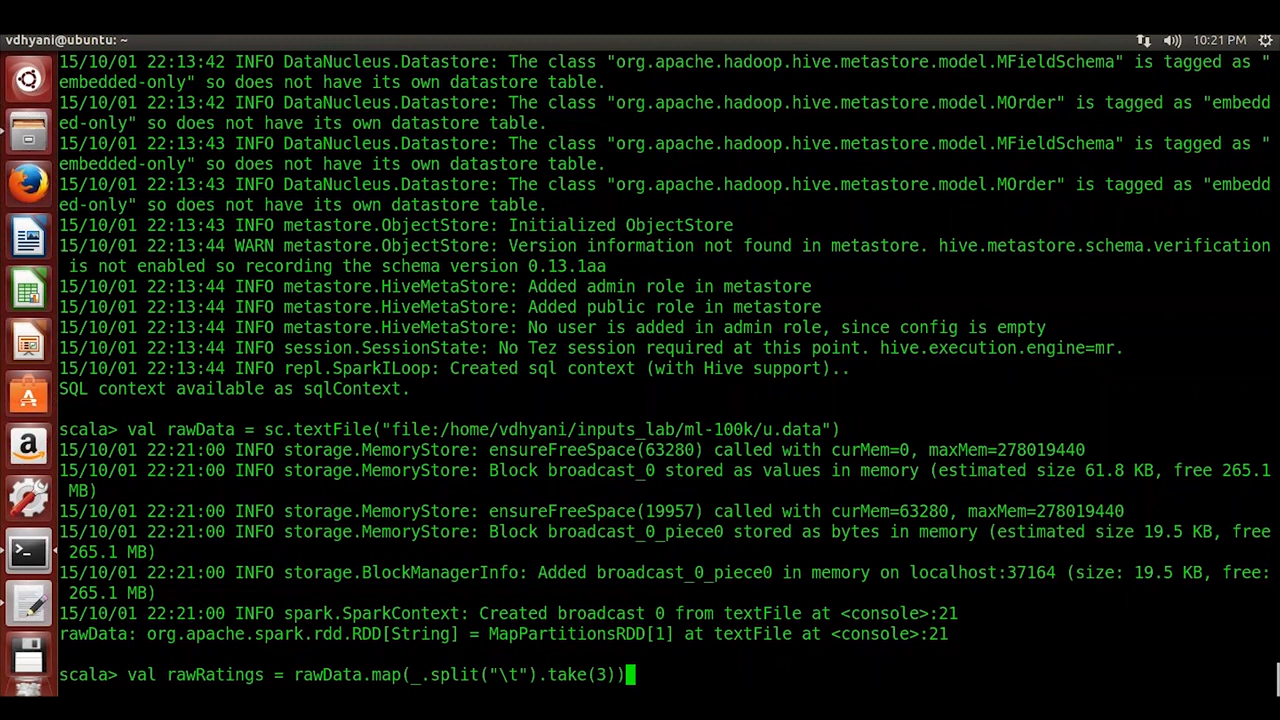 vdhyani@ubuntu: ~
10:21 PM
15/10/01 22:13:42 INFO DataNucleus.Datastore: The class "org.apache.hadoop.hive.metastore.model.MFieldSchema" is tagged as "
embedded-only" so does not have its own datastore table.
15/10/01 22:13:42 INFO DataNucleus.Datastore: The class "org.apache.hadoop.hive.metastore.model.MOrder" is tagged as "embedd
ed-only" so does not have its own datastore table.
15/10/01 22:13:43 INFO DataNucleus.Datastore: The class "org.apache.hadoop.hive.metastore.model.MFieldSchema" is tagged as "
embedded-only" so does not have its own datastore table.
15/10/01 22:13:43 INFO DataNucleus.Datastore: The class "org.apache.hadoop.hive.metastore.model.MOrder" is tagged as "embedd
ed-only" so does not have its own datastore table.
15/10/01 22:13:43 INFO metastore.ObjectStore: Initialized ObjectStore
15/10/01 22:13:44 WARN metastore.ObjectStore: Version information not found in metastore. hive.metastore.schema.verification
is not enabled so recording the schema version 0.13.1aa
15/10/01 22:13:44 INFO metastore.HiveMetaStore: Added admin role in metastore
15/10/01 22:13:44 INFO metastore.HiveMetaStore: Added public role in metastore
15/10/01 22:13:44 INFO metastore.HiveMetaStore: No user is added in admin role, since config is empty
15/10/01 22:13:44 INFO session.SessionState: No Tez session required at this point. hive.execution.engine=mr.
15/10/01 22:13:44 INFO repl.SparkILoop: Created sql context (with Hive support)..
SQL context available as sqlContext.
scala> val rawData = sc.textFile("file:/home/vdhyani/inputs_lab/ml-100k/u.data")
15/10/01 22:21:00 INFO storage.MemoryStore: ensureFreeSpace(63280) called with curMem=0, maxMem=278019440
15/10/01 22:21:00 INFO storage.MemoryStore: Block broadcast_0 stored as values in memory (estimated size 61.8 KB, free 265.1
MB)
15/10/01 22:21:00 INFO storage.MemoryStore: ensureFreeSpace(19957) called with curMem=63280, maxMem=278019440
15/10/01 22:21:00 INFO storage.MemoryStore: Block broadcast_0_piece0 stored as bytes in memory (estimated size 19.5 KB, free
265.1 MB)
15/10/01 22:21:00 INFO storage.BlockManagerInfo: Added broadcast_0_piece0 in memory on localhost:37164 (size: 19.5 KB, free:
265.1 MB)
15/10/01 22:21:00 INFO spark.SparkContext: Created broadcast 0 from textFile at <console>:21
rawData: org.apache.spark.rdd.RDD[String] = MapPartitionsRDD[1] at textFile at <console>:21
scala> val rawRatings = rawData.map(_.split("\t").take(3))